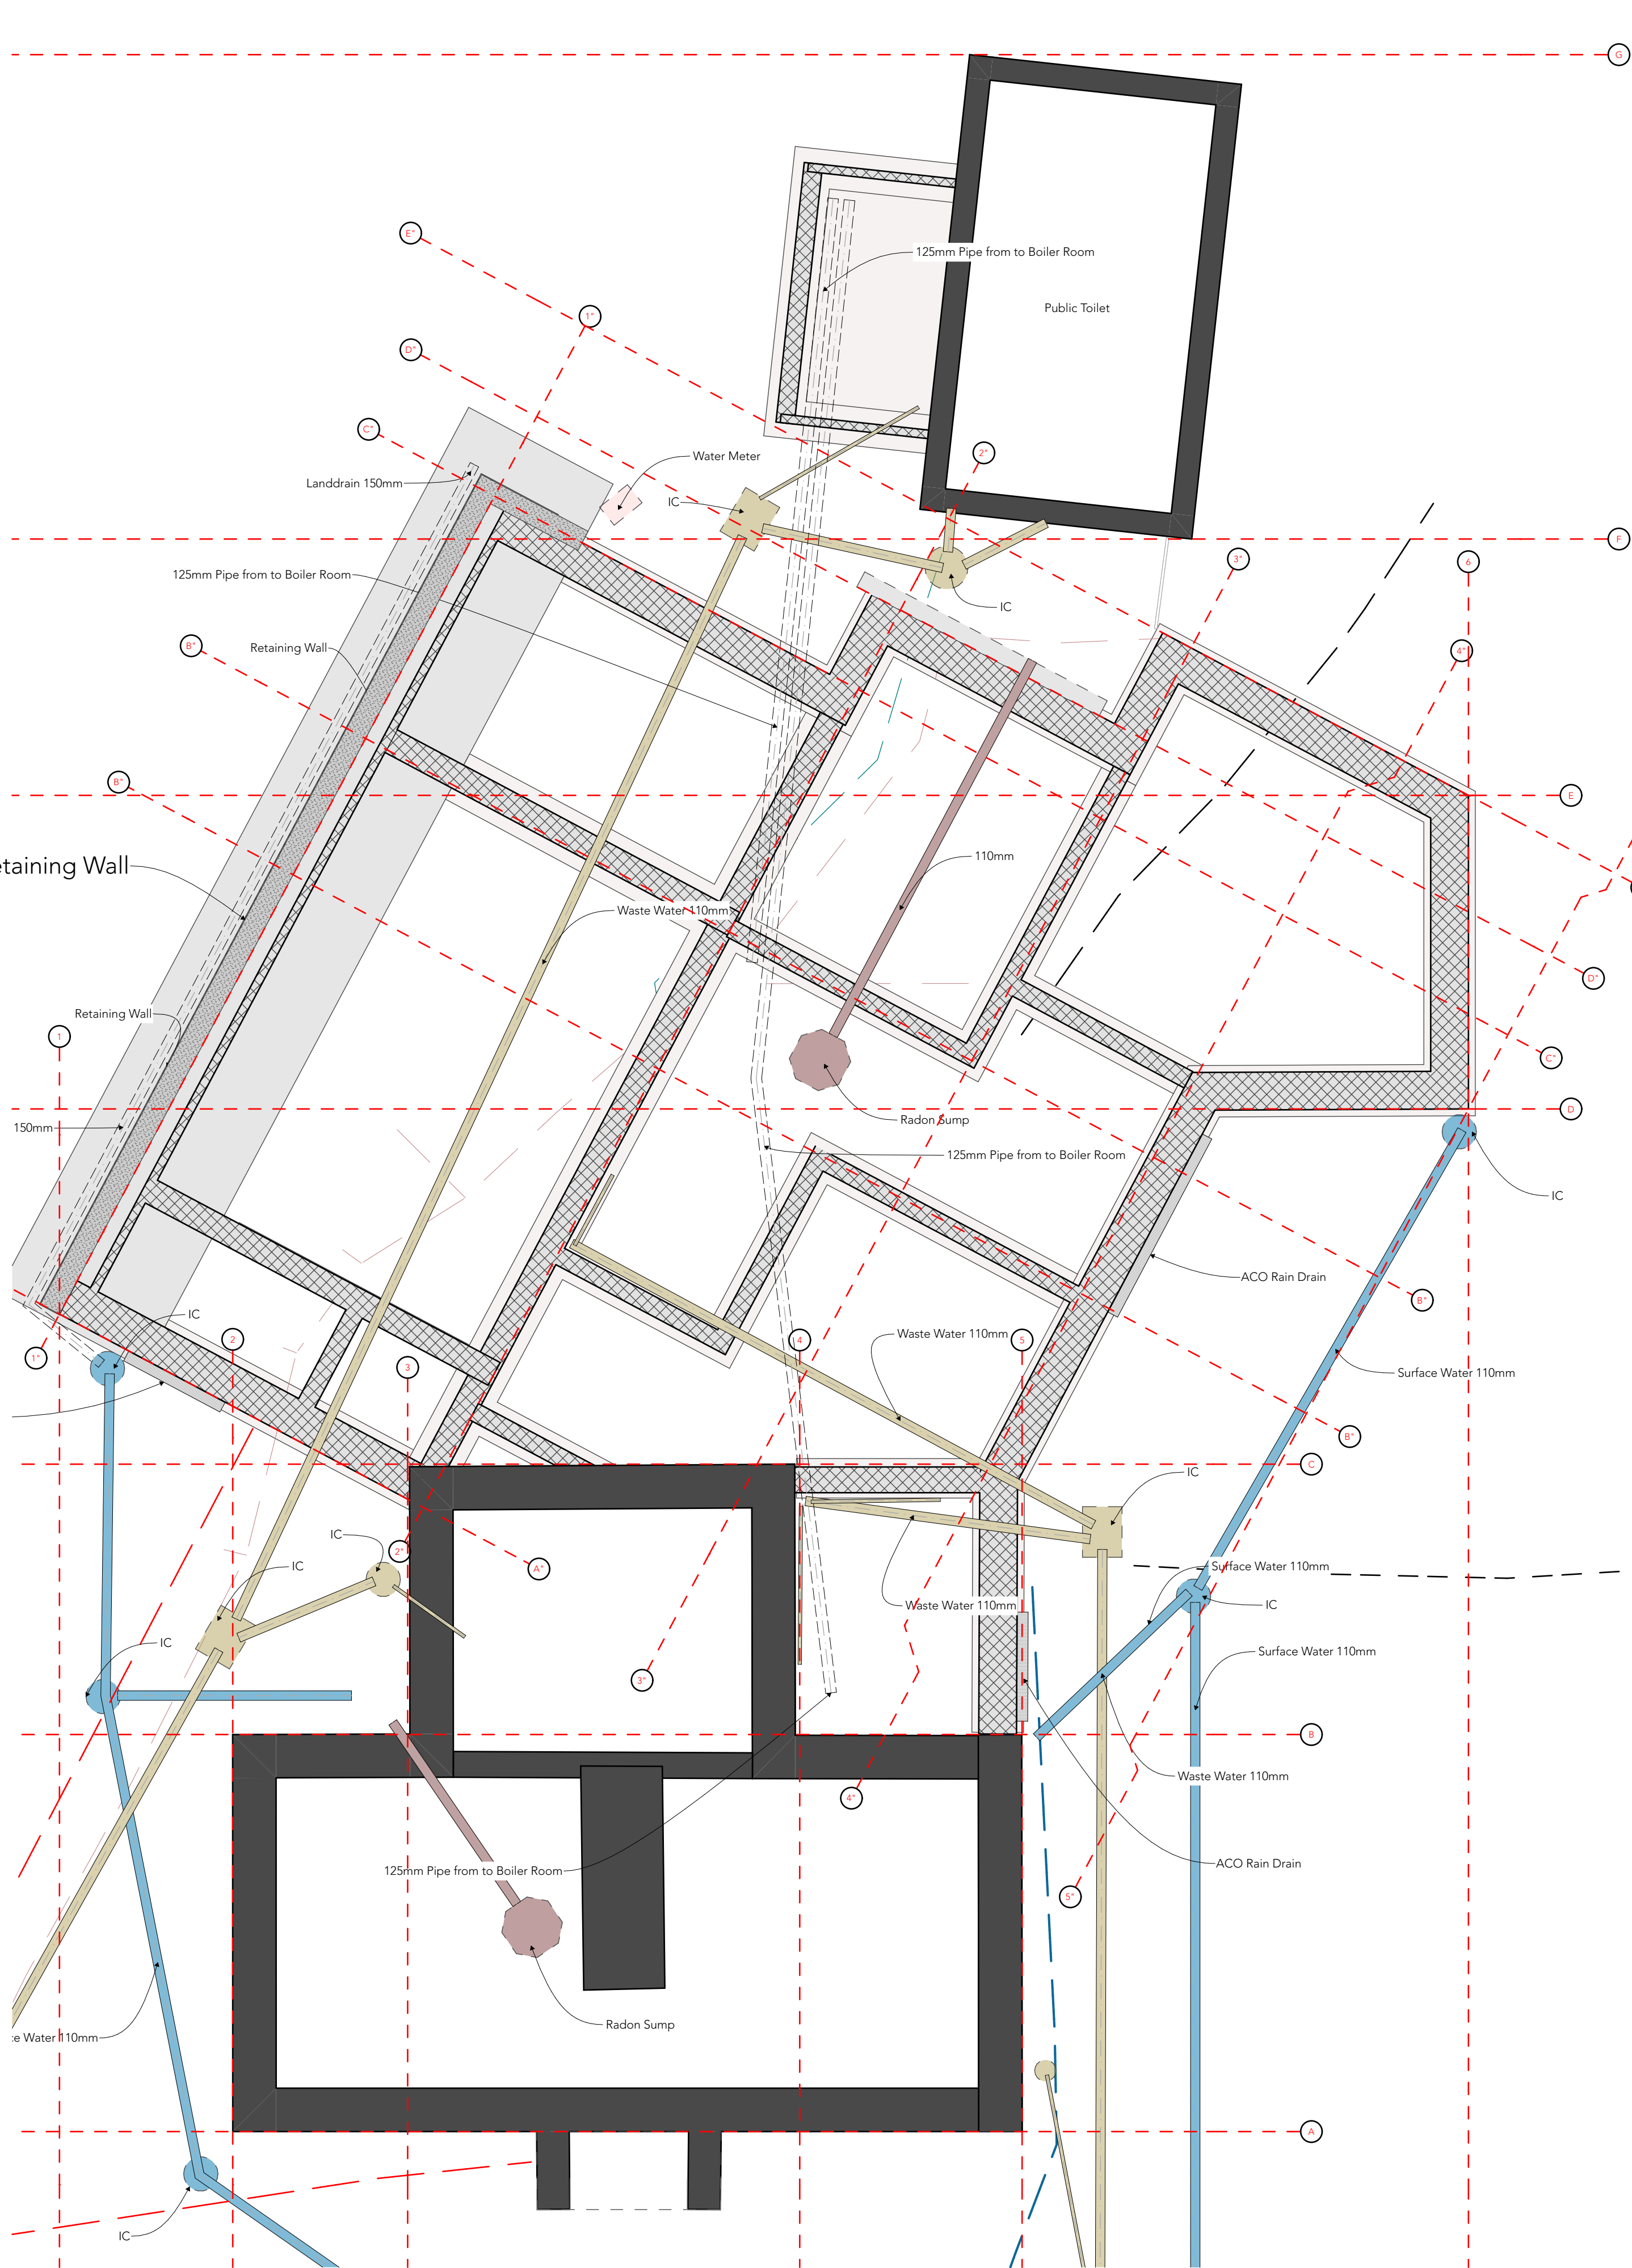 G
E"
125mm Pipe from to Boiler Room
Public Toilet
1"
D"
C"
2"
Water Meter
Landdrain 150mm
IC
F
3"
6
125mm Pipe from to Boiler Room
IC
B"
Retaining Wall
4"
B"
E
110mm
etaining Wall
Waste Water 110mm
D"
Retaining Wall
1
C"
D
Radon Sump
150mm
125mm Pipe from to Boiler Room
IC
ACO Rain Drain
B"
IC
2
Waste Water 110mm
4
5
1"
3
Surface Water 110mm
B"
C
IC
IC
2"
A"
IC
Surface Water 110mm
IC
Waste Water 110mm
IC
Surface Water 110mm
3"
B
Waste Water 110mm
4"
125mm Pipe from to Boiler Room
ACO Rain Drain
5"
Radon Sump
ce Water 110mm
A
IC